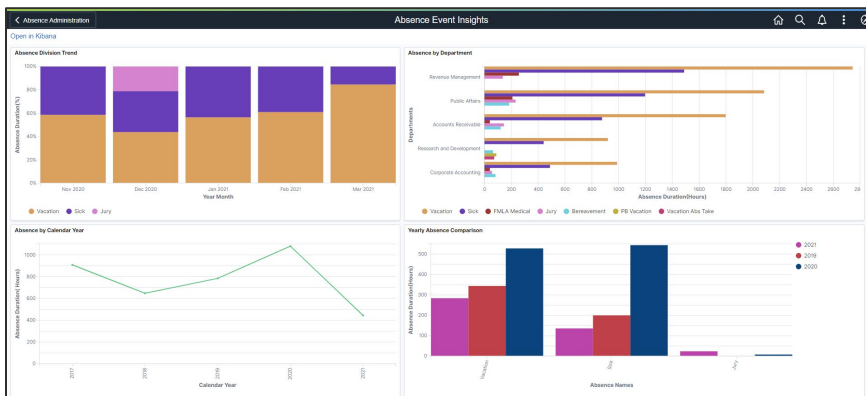 Absence Administration
Absence Event Insights
Open in Kibana
Absence Division Trend
Absence Duration(%)
100%
80%
60%
40%
20%
0%
Nov 2020
Dec 2020
Jan 2021
Feb 2021
Mar 2021
Year Month
Vacation Sick Jury
Absence by Department
Departments
Revenue Management
Public Affairs
Accounts Receivable
Research and Development
Corporate Accounting
0 200 400 600 800 1000 1200 1400 1600 1800 2000 2200 2400 2600
Absence Duration(Hours)
Vacation Sick FMLA Medical Jury Bereavement PB Vacation Vacation Abs Take
Absence by Calendar Year
Absence Duration( Hours)
1000
800
600
400
200
0
2017
2018
2019
2020
2021
Calendar Year
Yearly Absence Comparison
Absence Duration(Hours)
500
400
300
200
100
0
Vacation
Sick
Jury
Absence Names
2021
2019
2020